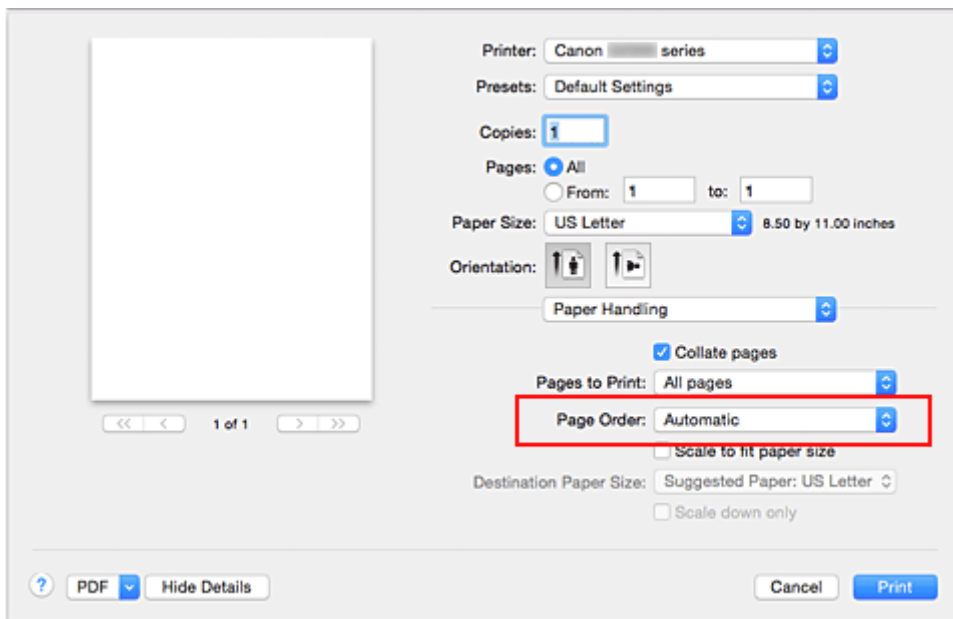 Printer: Canon series
Presets: Default Settings
Copies: 1
Pages: All
From: 1 to: 1
Paper Size: US Letter 8.50 by 11.00 inches
Orientation:
Paper Handling
Collate pages
Pages to Print: All pages
Page Order: Automatic
Scale to fit paper size
Destination Paper Size: Suggested Paper: US Letter
Scale down only
<< < 1 of 1 > >>
? PDF Hide Details Cancel Print